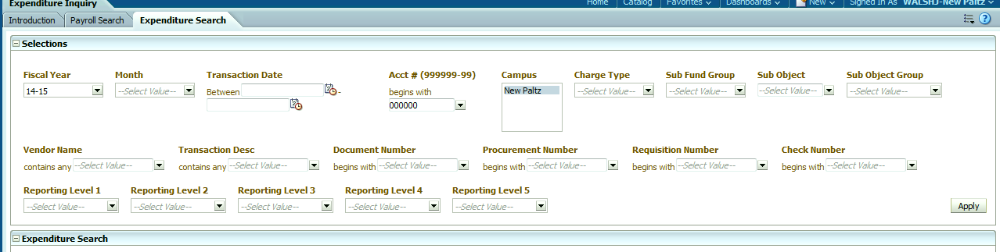 Expenditure Inquiry
Home Catalog Favorites Dashboards New Signed In As WALSHJ-New Paltz
Introduction Payroll Search Expenditure Search
Selections
Fiscal Year Month Transaction Date Acct # (999999-99) Campus Charge Type Sub Fund Group Sub Object Sub Object Group
14-15 --Select Value-- Between - begins with New Paltz --Select Value-- --Select Value-- --Select Value-- --Select Value--
000000
Vendor Name Transaction Desc Document Number Procurement Number Requisition Number Check Number
contains any --Select Value-- contains any --Select Value-- begins with --Select Value-- begins with --Select Value-- begins with --Select Value-- begins with --Select Value--
Reporting Level 1 Reporting Level 2 Reporting Level 3 Reporting Level 4 Reporting Level 5
--Select Value-- --Select Value-- --Select Value-- --Select Value-- --Select Value-- Apply
Expenditure Search